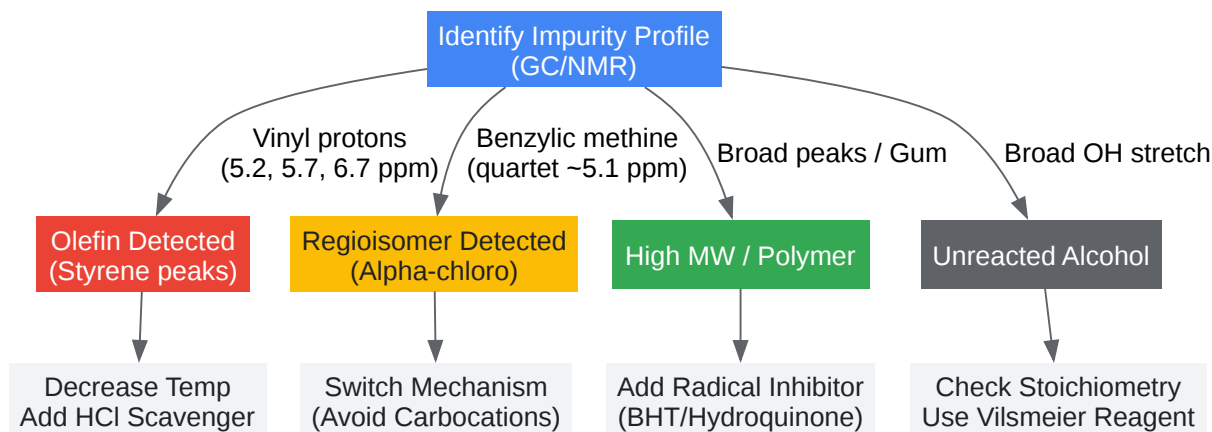 Identify Impurity Profile
(GC/NMR)
Vinyl protons
(5.2, 5.7, 6.7 ppm)
Benzylic methine
(quartet ~5.1 ppm)
Broad peaks / Gum
Broad OH stretch
Olefin Detected
(Styrene peaks)
Regioisomer Detected
(Alpha-chloro)
High MW / Polymer
Unreacted Alcohol
Decrease Temp
Add HCl Scavenger
Switch Mechanism
(Avoid Carbocations)
Add Radical Inhibitor
(BHT/Hydroquinone)
Check Stoichiometry
Use Vilsmeier Reagent